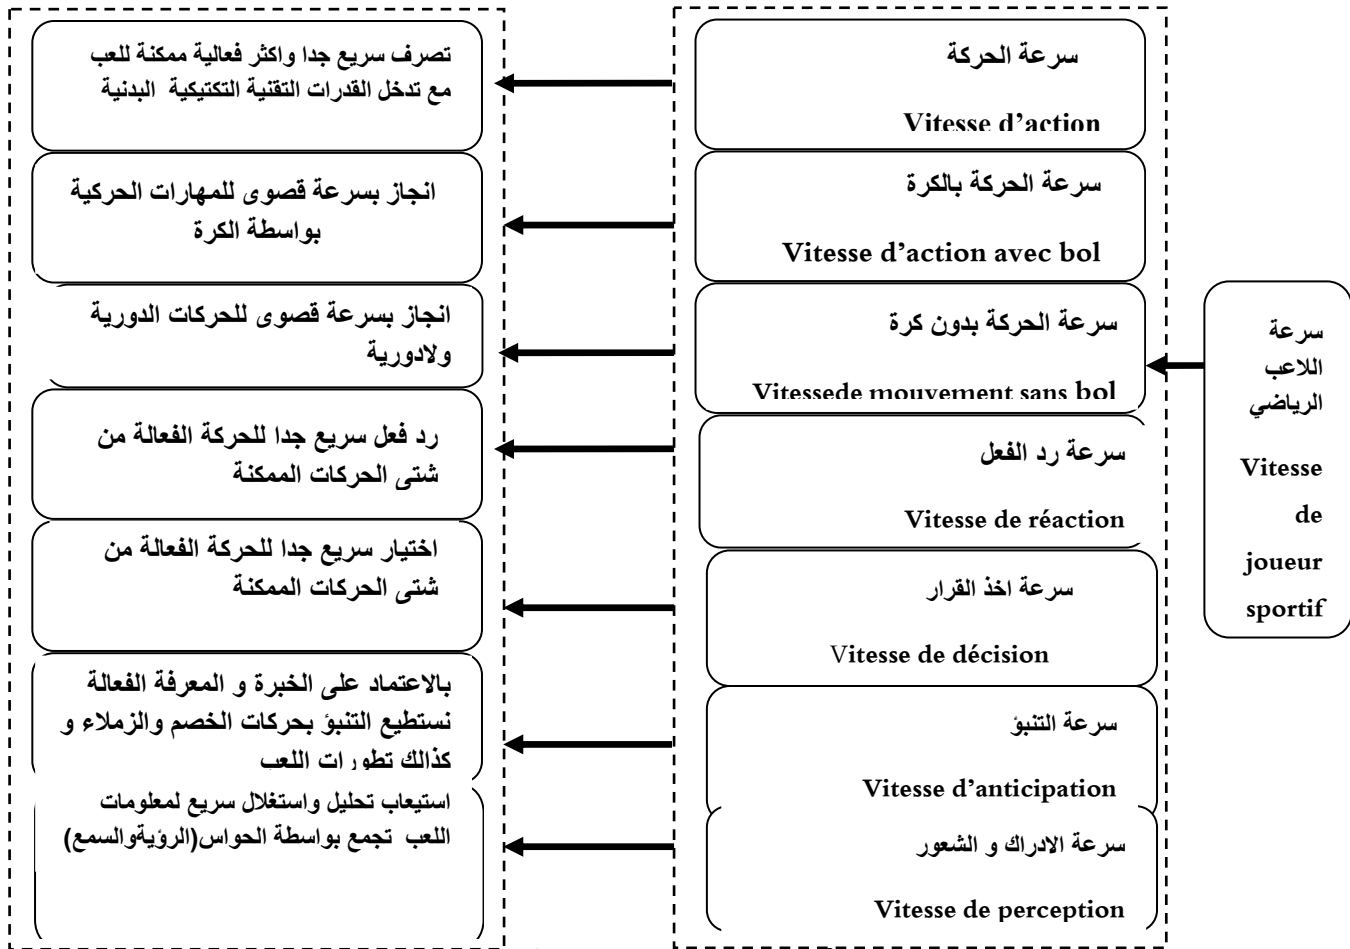 سرعة
اللاعب
الرياضي
Vitesse
de
joueur
sportif
سرعة الحركة
Vitesse d’action
تصرف سريع جدا واكثر فعالية ممكنة للعب
مع تدخل القدرات التقنية التكتيكية البدنية
سرعة الحركة بالكرة
Vitesse d’action avec bol
انجاز بسرعة قصوى للمهارات الحركية
بواسطة الكرة
سرعة الحركة بدون كرة
Vitessede mouvement sans bol
انجاز بسرعة قصوى للحركات الدورية
ولادورية
سرعة رد الفعل
Vitesse de réaction
رد فعل سريع جدا للحركة الفعالة من
شتى الحركات الممكنة
سرعة اخذ القرار
Vitesse de décision
اختيار سريع جدا للحركة الفعالة من
شتى الحركات الممكنة
سرعة التنبؤ
Vitesse d’anticipation
بالاعتماد على الخبرة و المعرفة الفعالة
نستطيع التنبؤ بحركات الخصم والزملاء و
كذالك تطورات اللعب
سرعة الادراك و الشعور
Vitesse de perception
استيعاب تحليل واستغلال سريع لمعلومات
اللعب تجمع بواسطة الحواس(الرؤيةوالسمع)